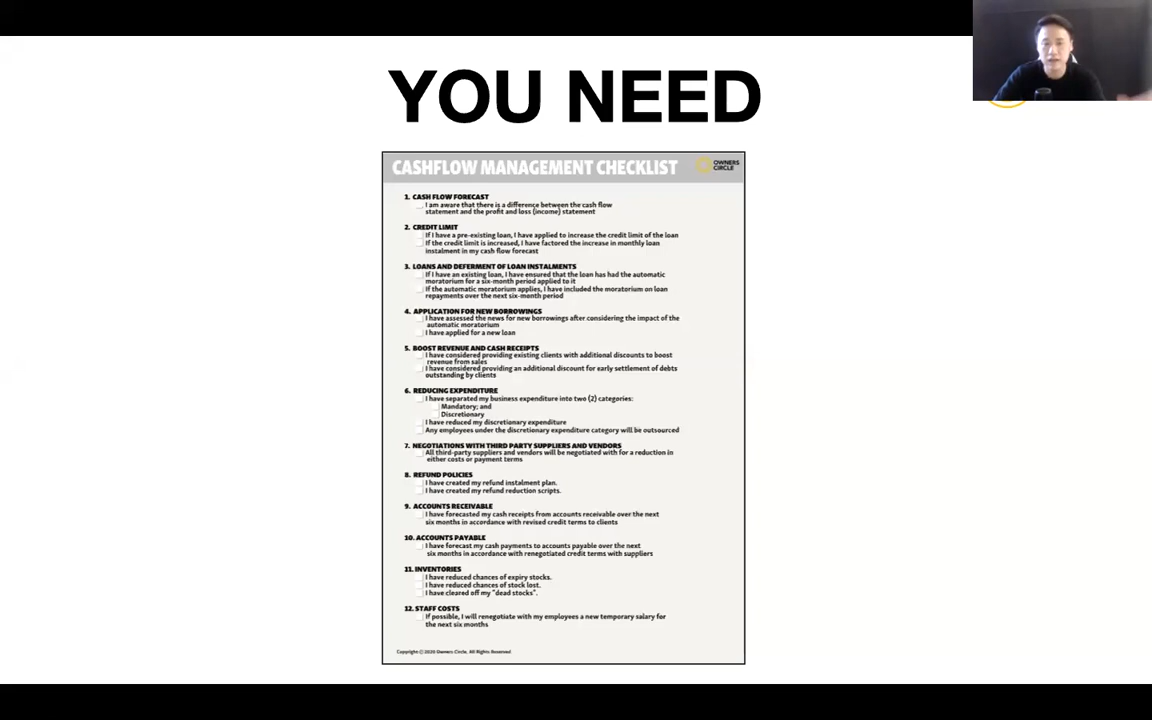 YOU NEED
CASHFLOW MANAGEMENT CHECKLIST
OWNERS
CIRCLE
1. CASH FLOW FORECAST
I am aware that there is a difference between the cash flow
statement and the profit and loss (income) statement
2. CREDIT LIMIT
If I have a pre-existing loan, I have applied to increase the credit limit of the loan
If the credit limit is increased, I have factored the increase in monthly loan
instalment in my cash flow forecast
3. LOANS AND DEFERMENT OF LOAN INSTALMENTS
If I have an existing loan, I have ensured that the loan has had the automatic
moratorium for a six-month period applied to it
If the automatic moratorium applies, I have included the moratorium on loan
repayments over the next six-month period
4. APPLICATION FOR NEW BORROWINGS
I have assessed the news for new borrowings after considering the impact of the
automatic moratorium
I have applied for a new loan
5. BOOST REVENUE AND CASH RECEIPTS
I have considered providing existing clients with additional discounts to boost
revenue from sales
I have considered providing an additional discount for early settlement of debts
outstanding by clients
6. REDUCING EXPENDITURE
I have separated my business expenditure into two (2) categories:
Mandatory; and
Discretionary
I have reduced my discretionary expenditure
Any employees under the discretionary expenditure category will be outsourced
7. NEGOTIATIONS WITH THIRD PARTY SUPPLIERS AND VENDORS
All third-party suppliers and vendors will be negotiated with for a reduction in
either costs or payment terms
8. REFUND POLICIES
I have created my refund instalment plan.
I have created my refund reduction scripts.
9. ACCOUNTS RECEIVABLE
I have forecasted my cash receipts from accounts receivable over the next
six months in accordance with revised credit terms to clients
10. ACCOUNTS PAYABLE
I have forecast my cash payments to accounts payable over the next
six months in accordance with renegotiated credit terms with suppliers
11. INVENTORIES
I have reduced chances of expiry stocks.
I have reduced chances of stock lost.
I have cleared off my "dead stocks".
12. STAFF COSTS
If possible, I will renegotiate with my employees a new temporary salary for
the next six months
Copyright © 2020 Owners Circle, All Rights Reserved